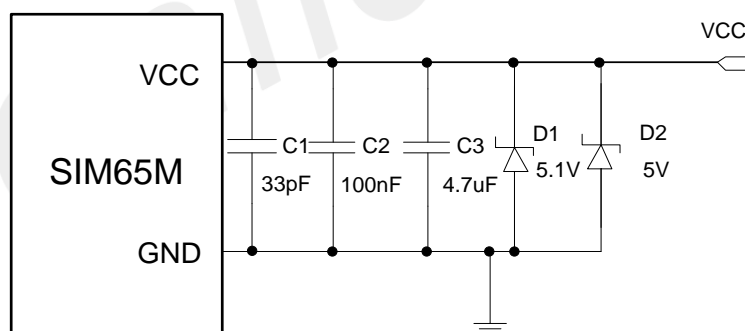 VCC
VCC
C1
C2
C3
D1
D2
33pF
100nF
4.7uF
5.1V
5V
SIM65M
GND